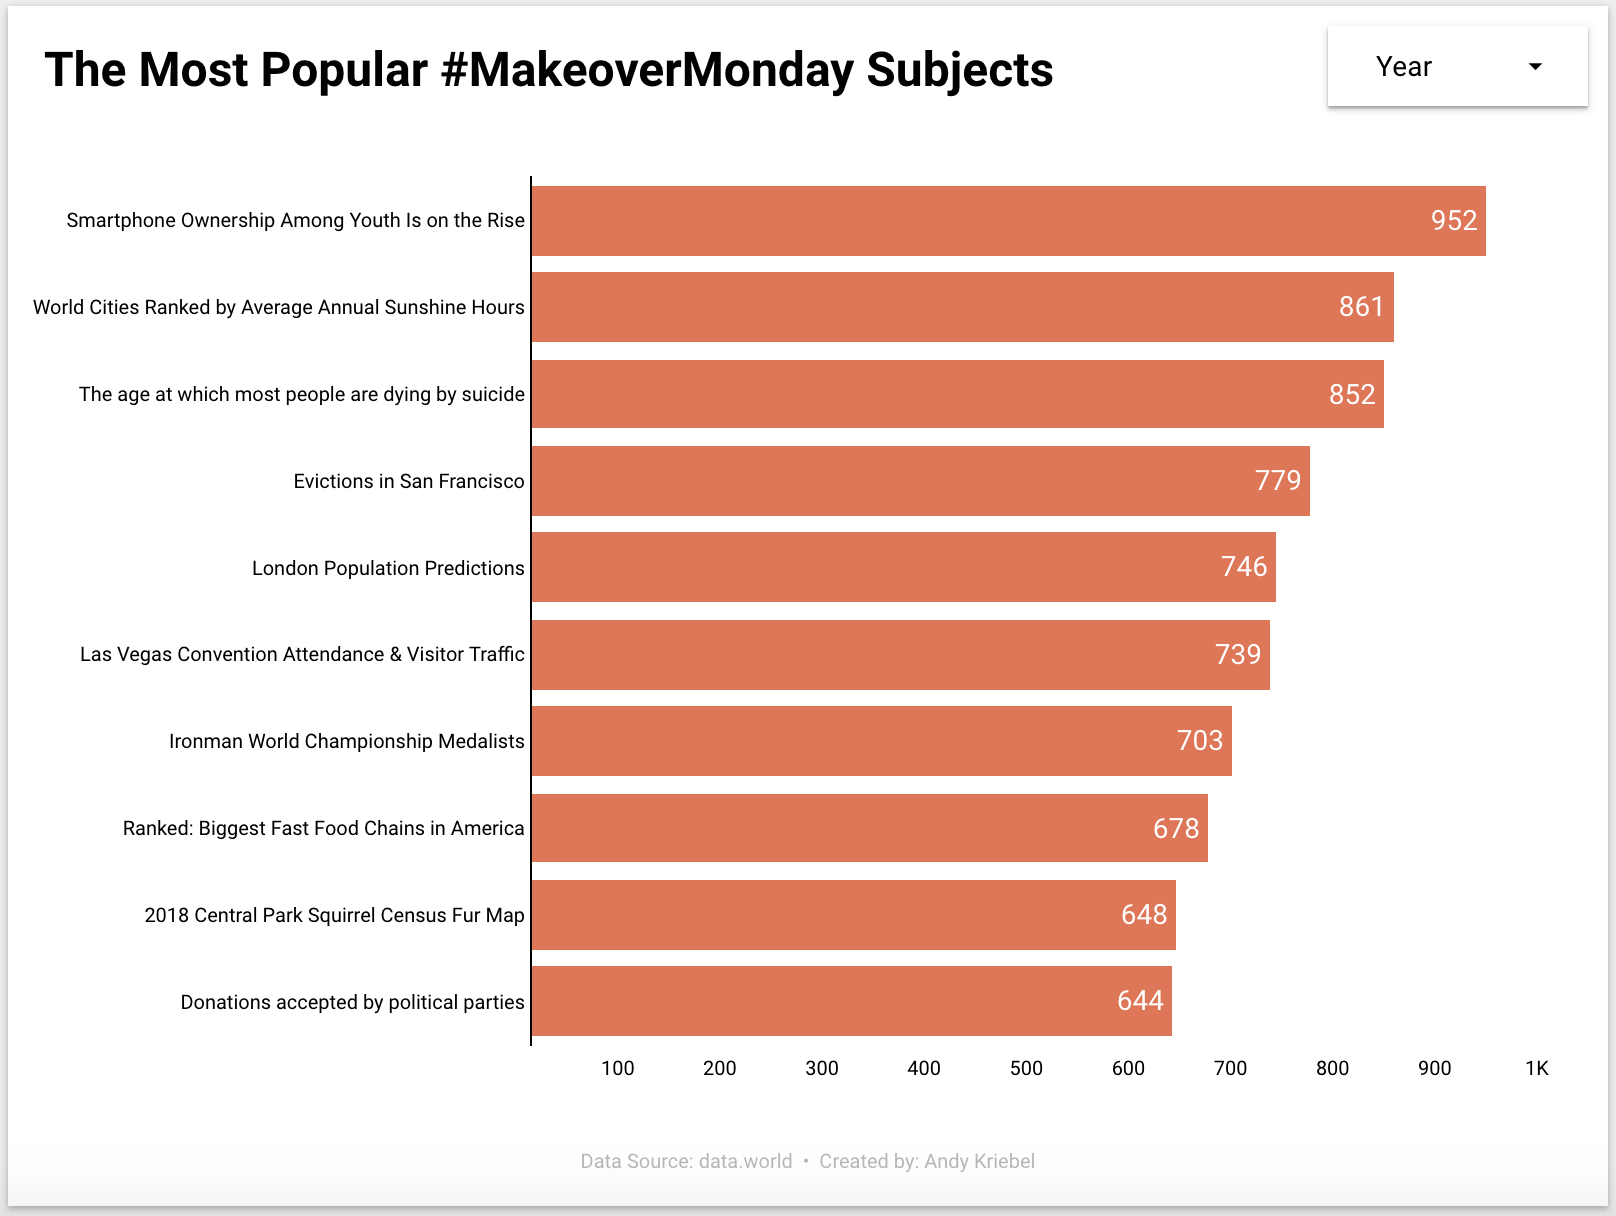 The Most Popular #MakeoverMonday Subjects
Year
Smartphone Ownership Among Youth Is on the Rise
952
World Cities Ranked by Average Annual Sunshine Hours
861
The age at which most people are dying by suicide
852
Evictions in San Francisco
779
London Population Predictions
746
Las Vegas Convention Attendance & Visitor Traffic
739
Ironman World Championship Medalists
703
Ranked: Biggest Fast Food Chains in America
678
2018 Central Park Squirrel Census Fur Map
648
Donations accepted by political parties
644
100 200 300 400 500 600 700 800 900 1K
Data Source: data.world • Created by: Andy Kriebel